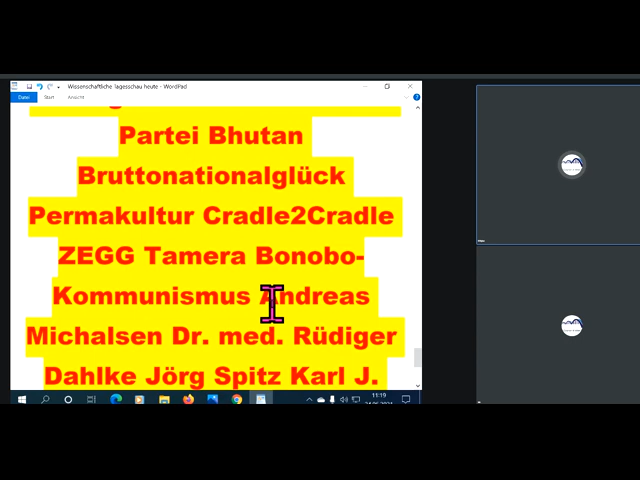 Wissenschaftliche Tagesschau heute - WordPad
Datei Start Ansicht
Partei Bhutan
Bruttonationalglück
Permakultur Cradle2Cradle
ZEGG Tamera Bonobo-
Kommunismus Andreas
Michalsen Dr. med. Rüdiger
Dahlke Jörg Spitz Karl J.
11:19